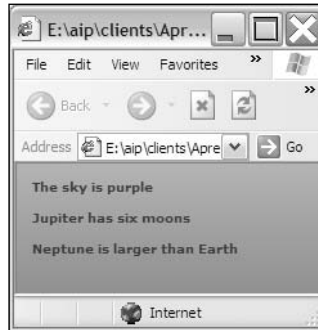 E:\aip\clients\Apr...
File Edit View Favorites »
Back »
Address E:\aip\clients\Apre Go
The sky is purple
Jupiter has six moons
Neptune is larger than Earth
Internet